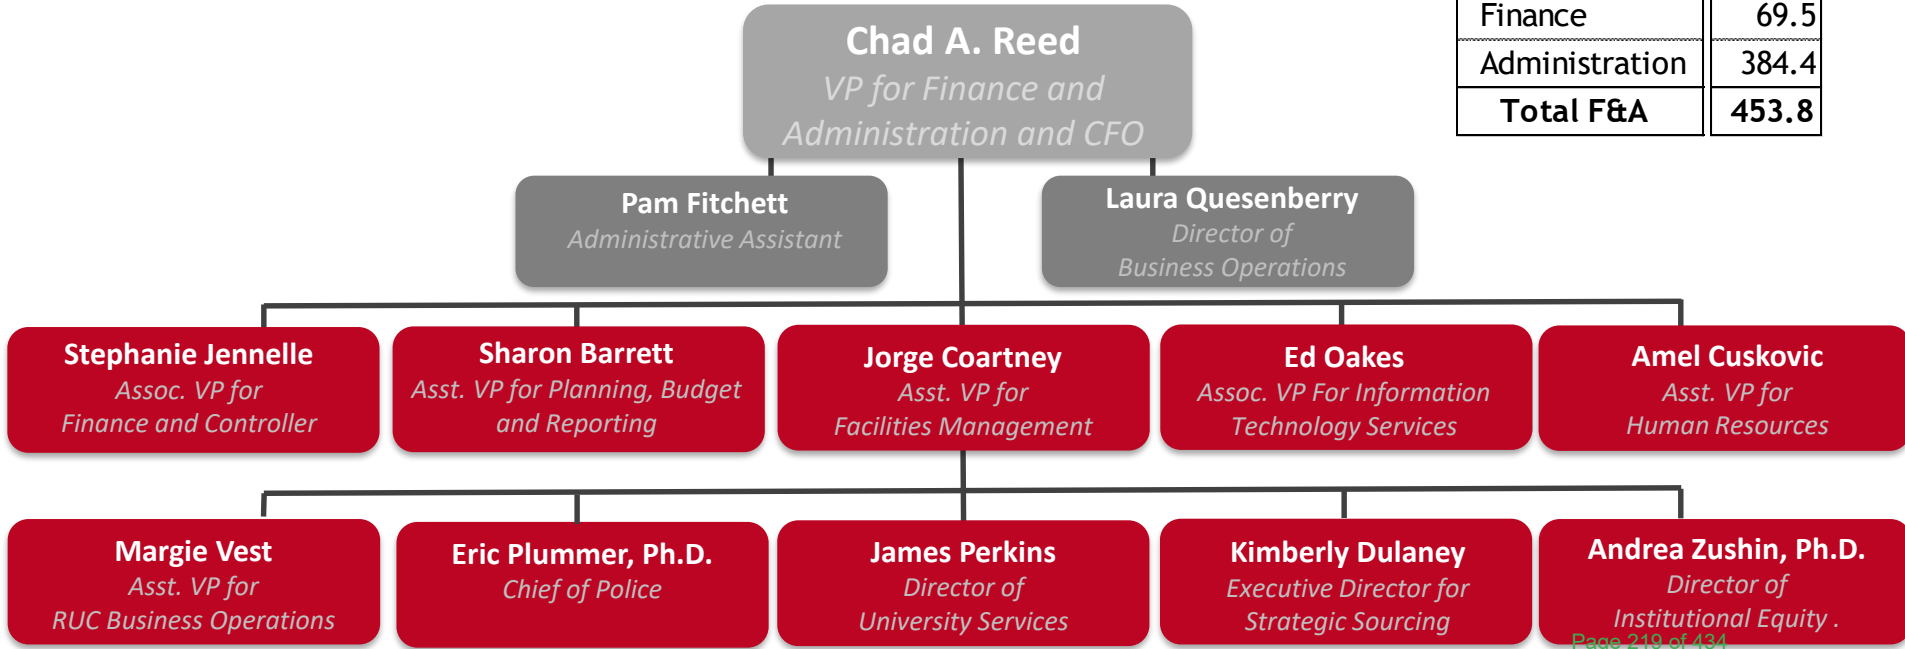 Finance 69.5
Administration 384.4
Total F&A 453.8
Chad A. Reed
VP for Finance and
Administration and CFO
Pam Fitchett
Administrative Assistant
Laura Quesenberry
Director of
Business Operations
Stephanie Jennelle
Assoc. VP for
Finance and Controller
Sharon Barrett
Asst. VP for Planning, Budget
and Reporting
Jorge Coartney
Asst. VP for
Facilities Management
Ed Oakes
Assoc. VP For Information
Technology Services
Amel Cuskovic
Asst. VP for
Human Resources
Margie Vest
Asst. VP for
RUC Business Operations
Eric Plummer, Ph.D.
Chief of Police
James Perkins
Director of
University Services
Kimberly Dulaney
Executive Director for
Strategic Sourcing
Andrea Zushin, Ph.D.
Director of
Institutional Equity .
Page 219 of 434